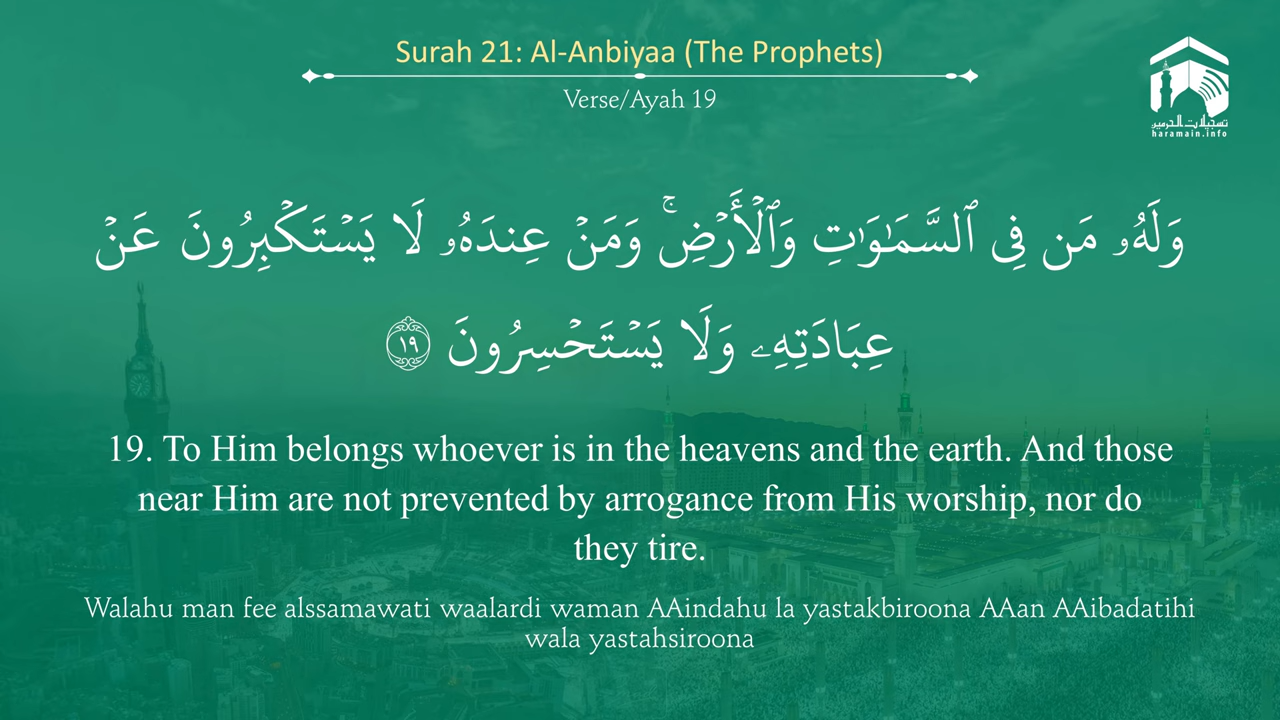 Surah 21: Al-Anbiyaa (The Prophets)
Verse/Ayah 19
تسجيلات الحرمين
haramain.info
وَلَهُۥ مَن فِى ٱلسَّمَـٰوَٰتِ وَٱلْأَرْضِ ۚ وَمَنْ عِندَهُۥ لَا يَسْتَكْبِرُونَ عَنْ
عِبَادَتِهِۦ وَلَا يَسْتَحْسِرُونَ ١٩
19. To Him belongs whoever is in the heavens and the earth. And those
near Him are not prevented by arrogance from His worship, nor do
they tire.
Walahu man fee alssamawati waalardi waman AAindahu la yastakbiroona AAan AAibadatihi
wala yastahsiroona